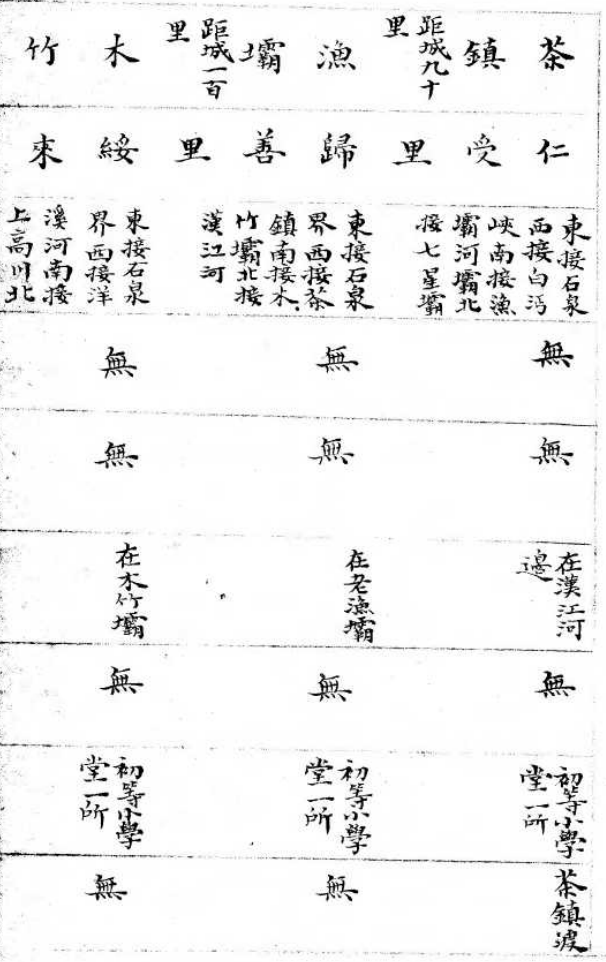 茶鎮
距城九十
里
漁壩
距城一百
里
木竹
仁受里
歸善里
綏來
東接石泉
西接白沔
峽南接漁
壩河壩北
接七星壩
東接石泉
界西接茶
鎮南接木
竹壩北接
漢江河
東接石泉
界西接洋
溪河南接
上高川北
無
無
無
無
無
無
在漢江河
邊
在老漁壩
在木竹壩
無
無
無
初等小學
堂一所
初等小學
堂一所
初等小學
堂一所
茶鎮渡
無
無